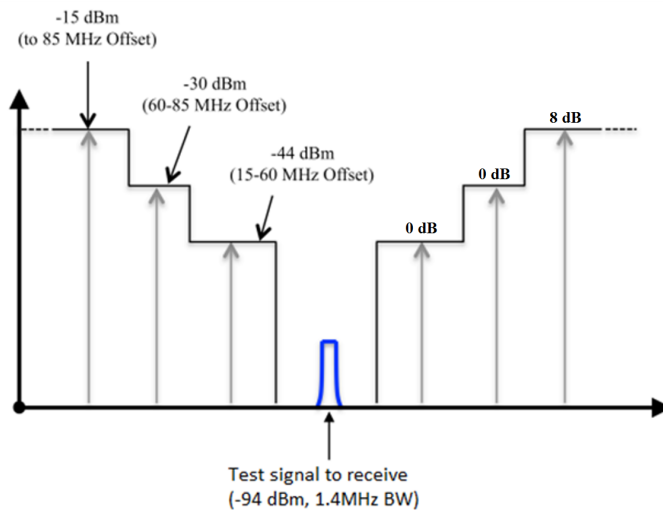 -15 dBm
(to 85 MHz Offset)
-30 dBm
(60-85 MHz Offset)
-44 dBm
(15-60 MHz Offset)
8 dB
0 dB
0 dB
Test signal to receive
(-94 dBm, 1.4MHz BW)